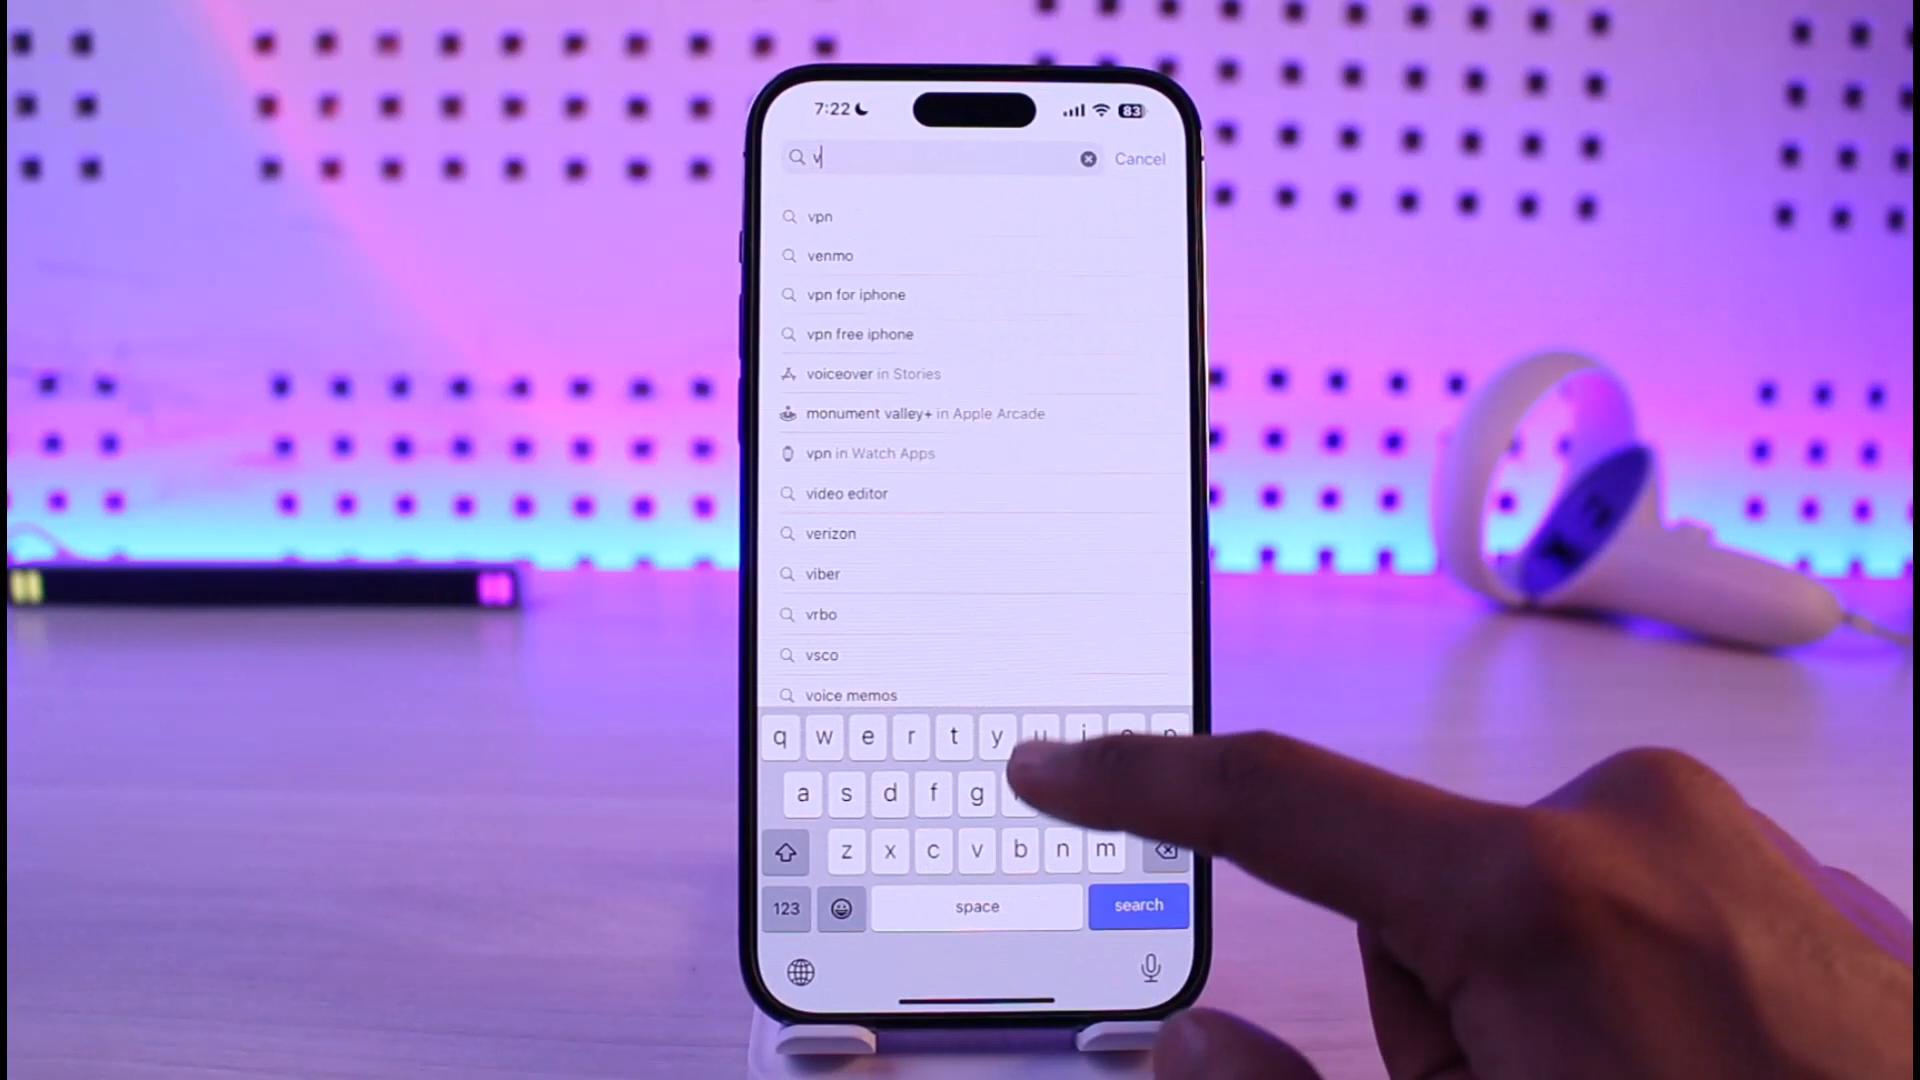 7:22
83
v
Cancel
vpn
venmo
vpn for iphone
vpn free iphone
voiceover in Stories
monument valley+ in Apple Arcade
vpn in Watch Apps
video editor
verizon
viber
vrbo
vsco
voice memos
q w e r t y u i o p
a s d f g
z x c v b n m
123 space search